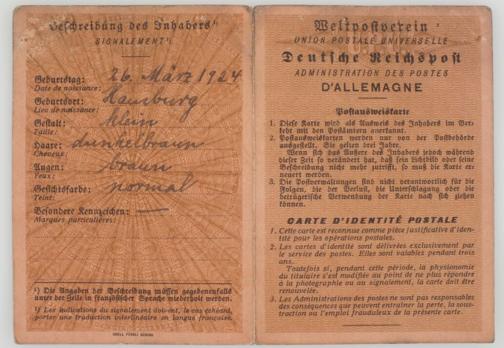 Beschreibung des Inhabers¹)
SIGNALEMENT¹)
Geburtstag: 26. März 1924
Date de naissance:
Geburtsort: Hamburg
Lieu de naissance:
Gestalt: klein
Taille:
Haare: dunkelbraun
Cheveux:
Augen: braun
Yeux:
Gesichtsfarbe: normal
Teint:
Besondere Kennzeichen: —
Marques particulières:
¹) Die Angaben der Beschreibung müssen gegebenenfalls
unter der Zeile in französischer Sprache wiederholt werden.
¹) Les indications du signalement doivent, le cas échéant,
porter une traduction interlinéaire en langue française.
Weltpostverein
UNION POSTALE UNIVERSELLE
Deutsche Reichspost
ADMINISTRATION DES POSTES
D'ALLEMAGNE
Postausweiskarte
1. Diese Karte wird als Ausweis des Inhabers im Ver-
kehr mit den Postämtern anerkannt.
2. Postausweiskarten werden nur von der Postbehörde
ausgestellt. Sie gelten drei Jahre.
Wenn sich das Äußere des Inhabers jedoch während
dieser Zeit so verändert hat, daß sein Lichtbild oder seine
Beschreibung nicht mehr zutrifft, so muß die Karte er-
neuert werden.
3. Die Postverwaltungen sind nicht verantwortlich für die
Folgen, die der Verlust, die Unterschlagung oder die
betrügerische Verwendung der Karte nach sich ziehen
können.
CARTE D'IDENTITÉ POSTALE
1. Cette carte est reconnue comme pièce justificative d'iden-
tité pour les opérations postales.
2. Les cartes d'identité sont délivrées exclusivement par
le service des postes. Elles sont valables pendant trois
ans.
Toutefois si, pendant cette période, la physionomie
du titulaire s'est modifiée au point de ne plus répondre
à la photographie ou au signalement, la carte doit être
renouvelée.
3. Les Administrations des postes ne sont pas responsables
des conséquences que peuvent entraîner la perte, la sous-
traction ou l'emploi frauduleux de la présente carte.